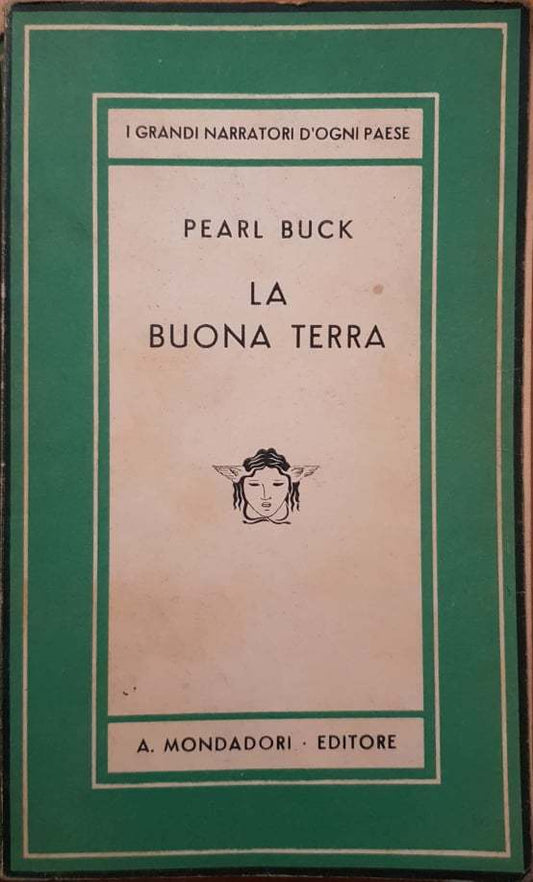 I GRANDI NARRATORI D'OGNI PAESE
PEARL BUCK
LA
BUONA TERRA
A. MONDADORI · EDITORE